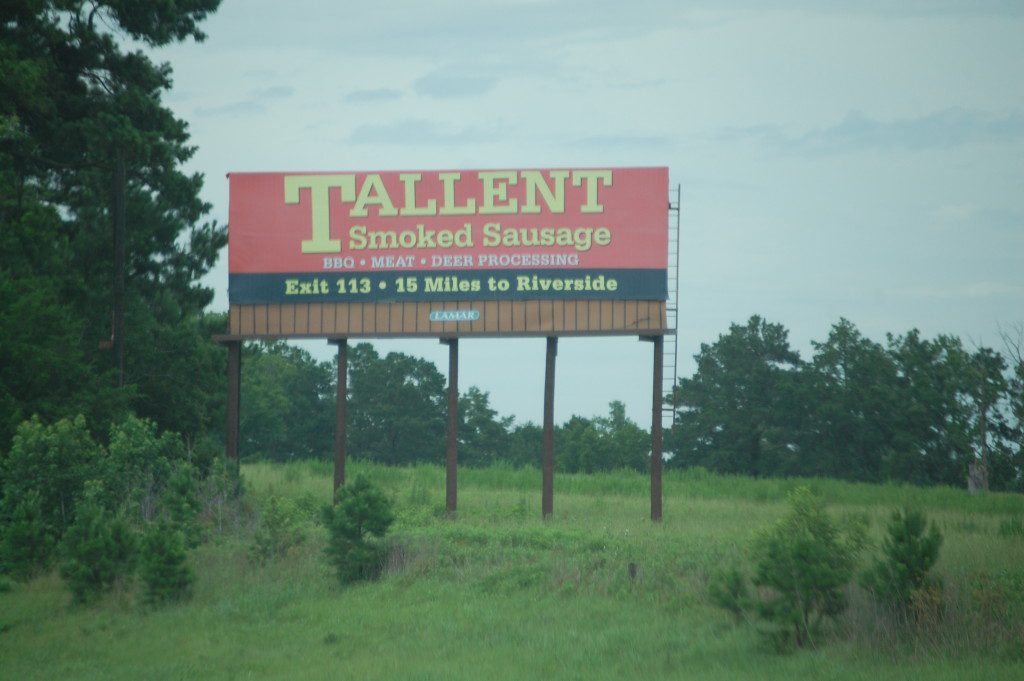 TALLENT
Smoked Sausage
BBQ • MEAT • DEER PROCESSING
Exit 113 • 15 Miles to Riverside
LAMAR